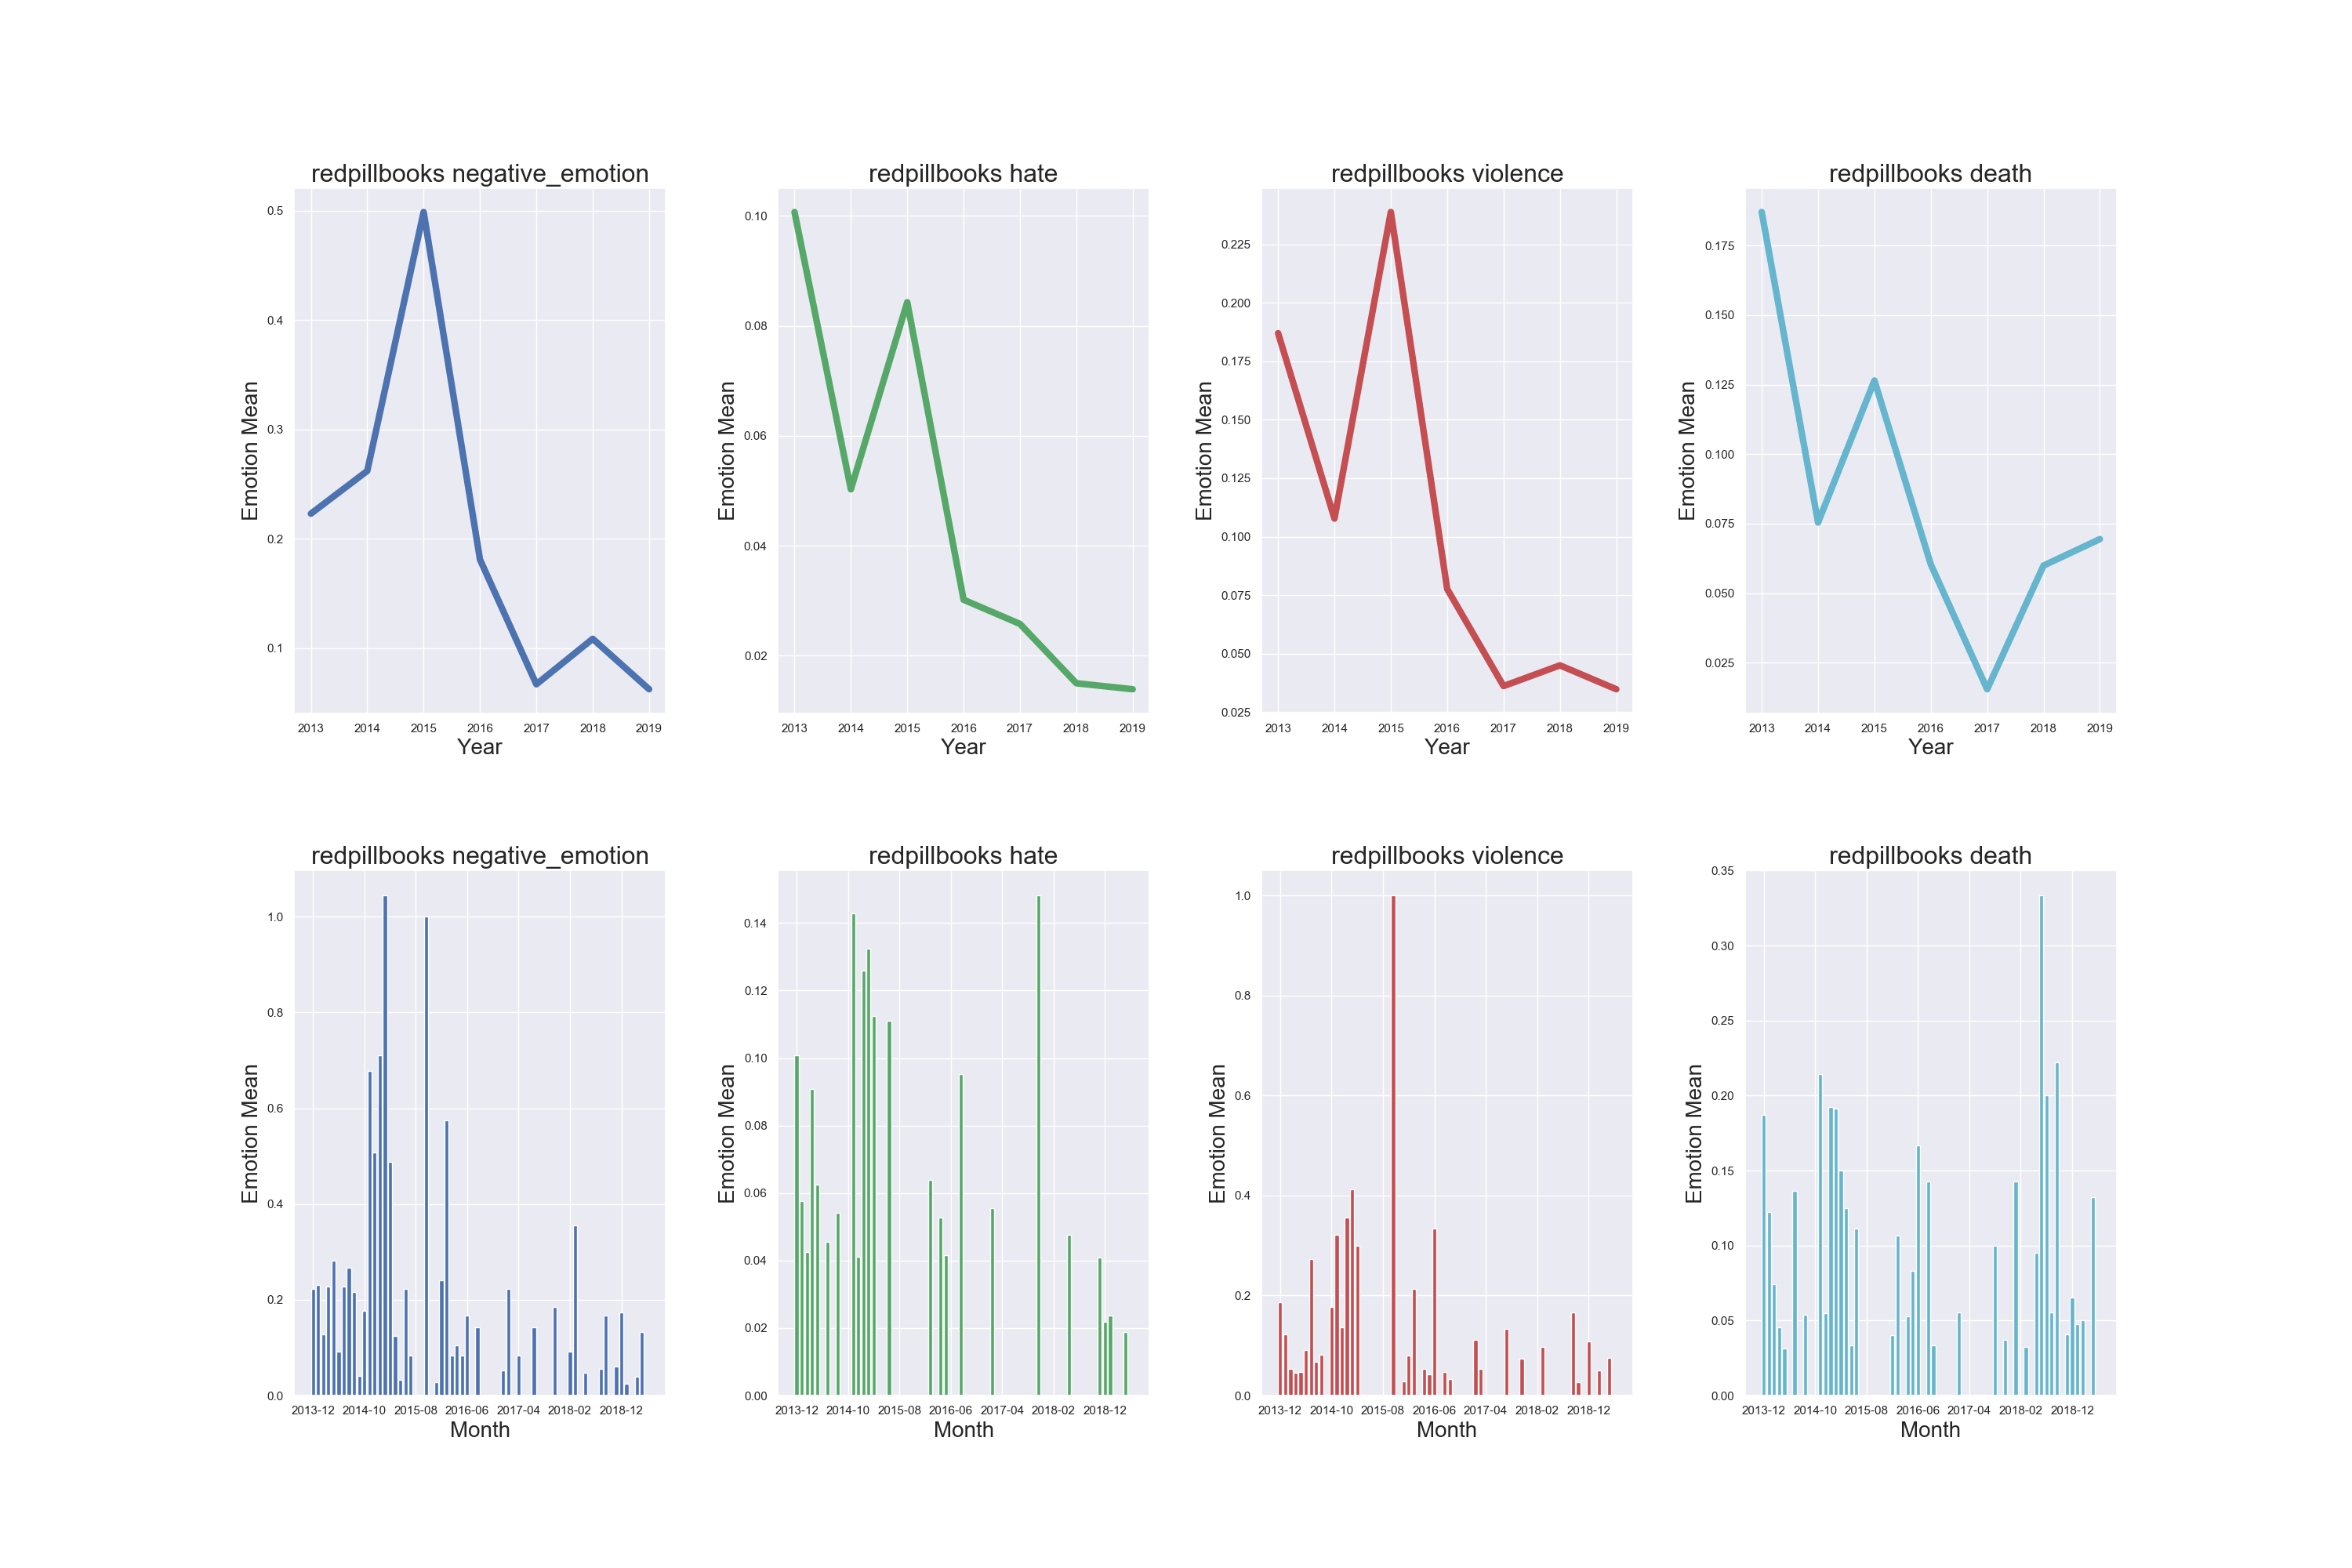 redpillbooks negative_emotion
0.5
0.4
0.3
0.2
0.1
Emotion Mean
2013 2014 2015 2016 2017 2018 2019
Year
redpillbooks hate
0.10
0.08
0.06
0.04
0.02
Emotion Mean
2013 2014 2015 2016 2017 2018 2019
Year
redpillbooks violence
0.225
0.200
0.175
0.150
0.125
0.100
0.075
0.050
0.025
Emotion Mean
2013 2014 2015 2016 2017 2018 2019
Year
redpillbooks death
0.175
0.150
0.125
0.100
0.075
0.050
0.025
Emotion Mean
2013 2014 2015 2016 2017 2018 2019
Year
redpillbooks negative_emotion
1.0
0.8
0.6
0.4
0.2
0.0
Emotion Mean
2013-12 2014-10 2015-08 2016-06 2017-04 2018-02 2018-12
Month
redpillbooks hate
0.14
0.12
0.10
0.08
0.06
0.04
0.02
0.00
Emotion Mean
2013-12 2014-10 2015-08 2016-06 2017-04 2018-02 2018-12
Month
redpillbooks violence
1.0
0.8
0.6
0.4
0.2
0.0
Emotion Mean
2013-12 2014-10 2015-08 2016-06 2017-04 2018-02 2018-12
Month
redpillbooks death
0.35
0.30
0.25
0.20
0.15
0.10
0.05
0.00
Emotion Mean
2013-12 2014-10 2015-08 2016-06 2017-04 2018-02 2018-12
Month